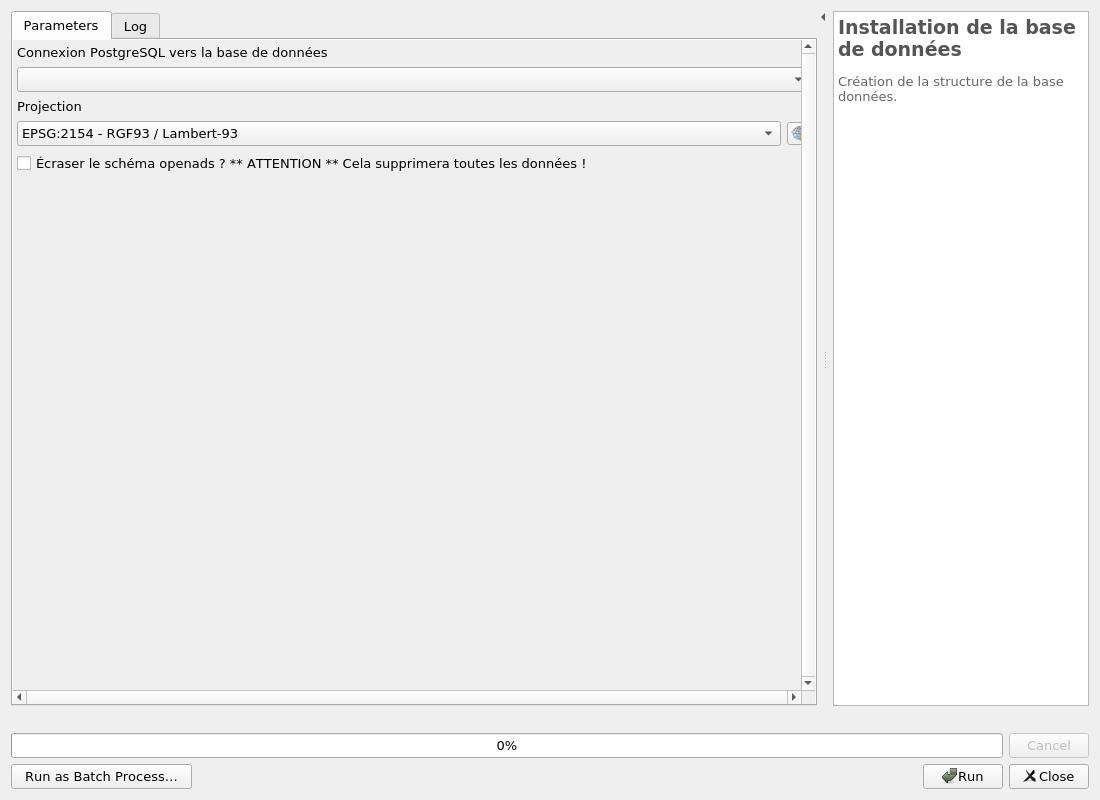 Parameters
Log
Connexion PostgreSQL vers la base de données
Projection
EPSG:2154 - RGF93 / Lambert-93
Écraser le schéma openads ? ** ATTENTION ** Cela supprimera toutes les données !
Installation de la base
de données
Création de la structure de la base
données.
0%
Cancel
Run as Batch Process...
Run
Close